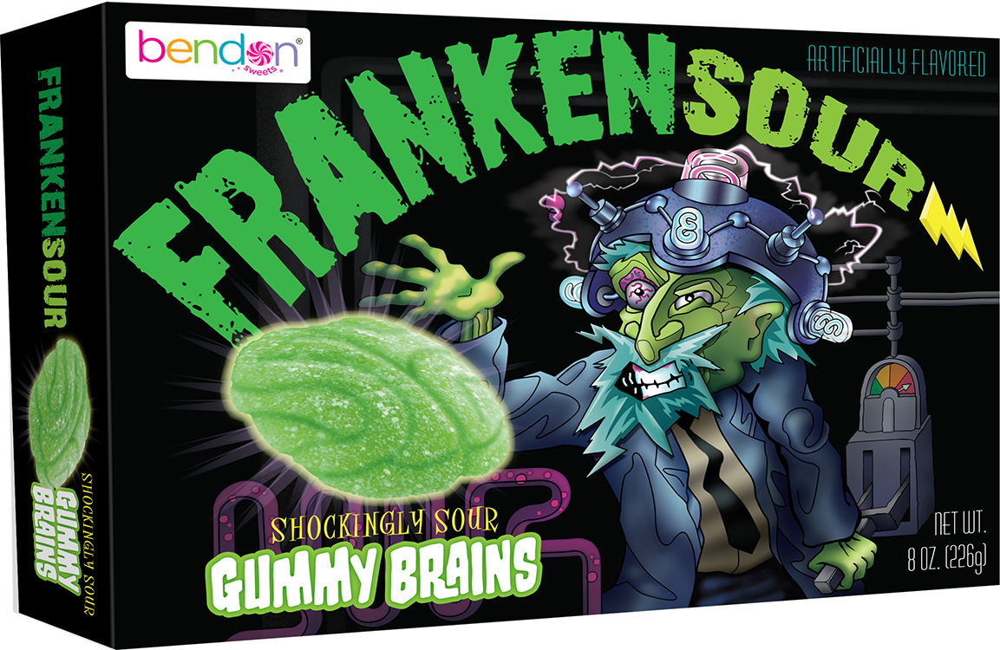 bendon®
sweets
ARTIFICIALLY FLAVORED
FRANKENSOUR
SHOCKINGLY SOUR
GUMMY BRAINS
NET WT.
8 OZ. (226g)
FRANKENSOUR
SHOCKINGLY SOUR
GUMMY
BRAINS